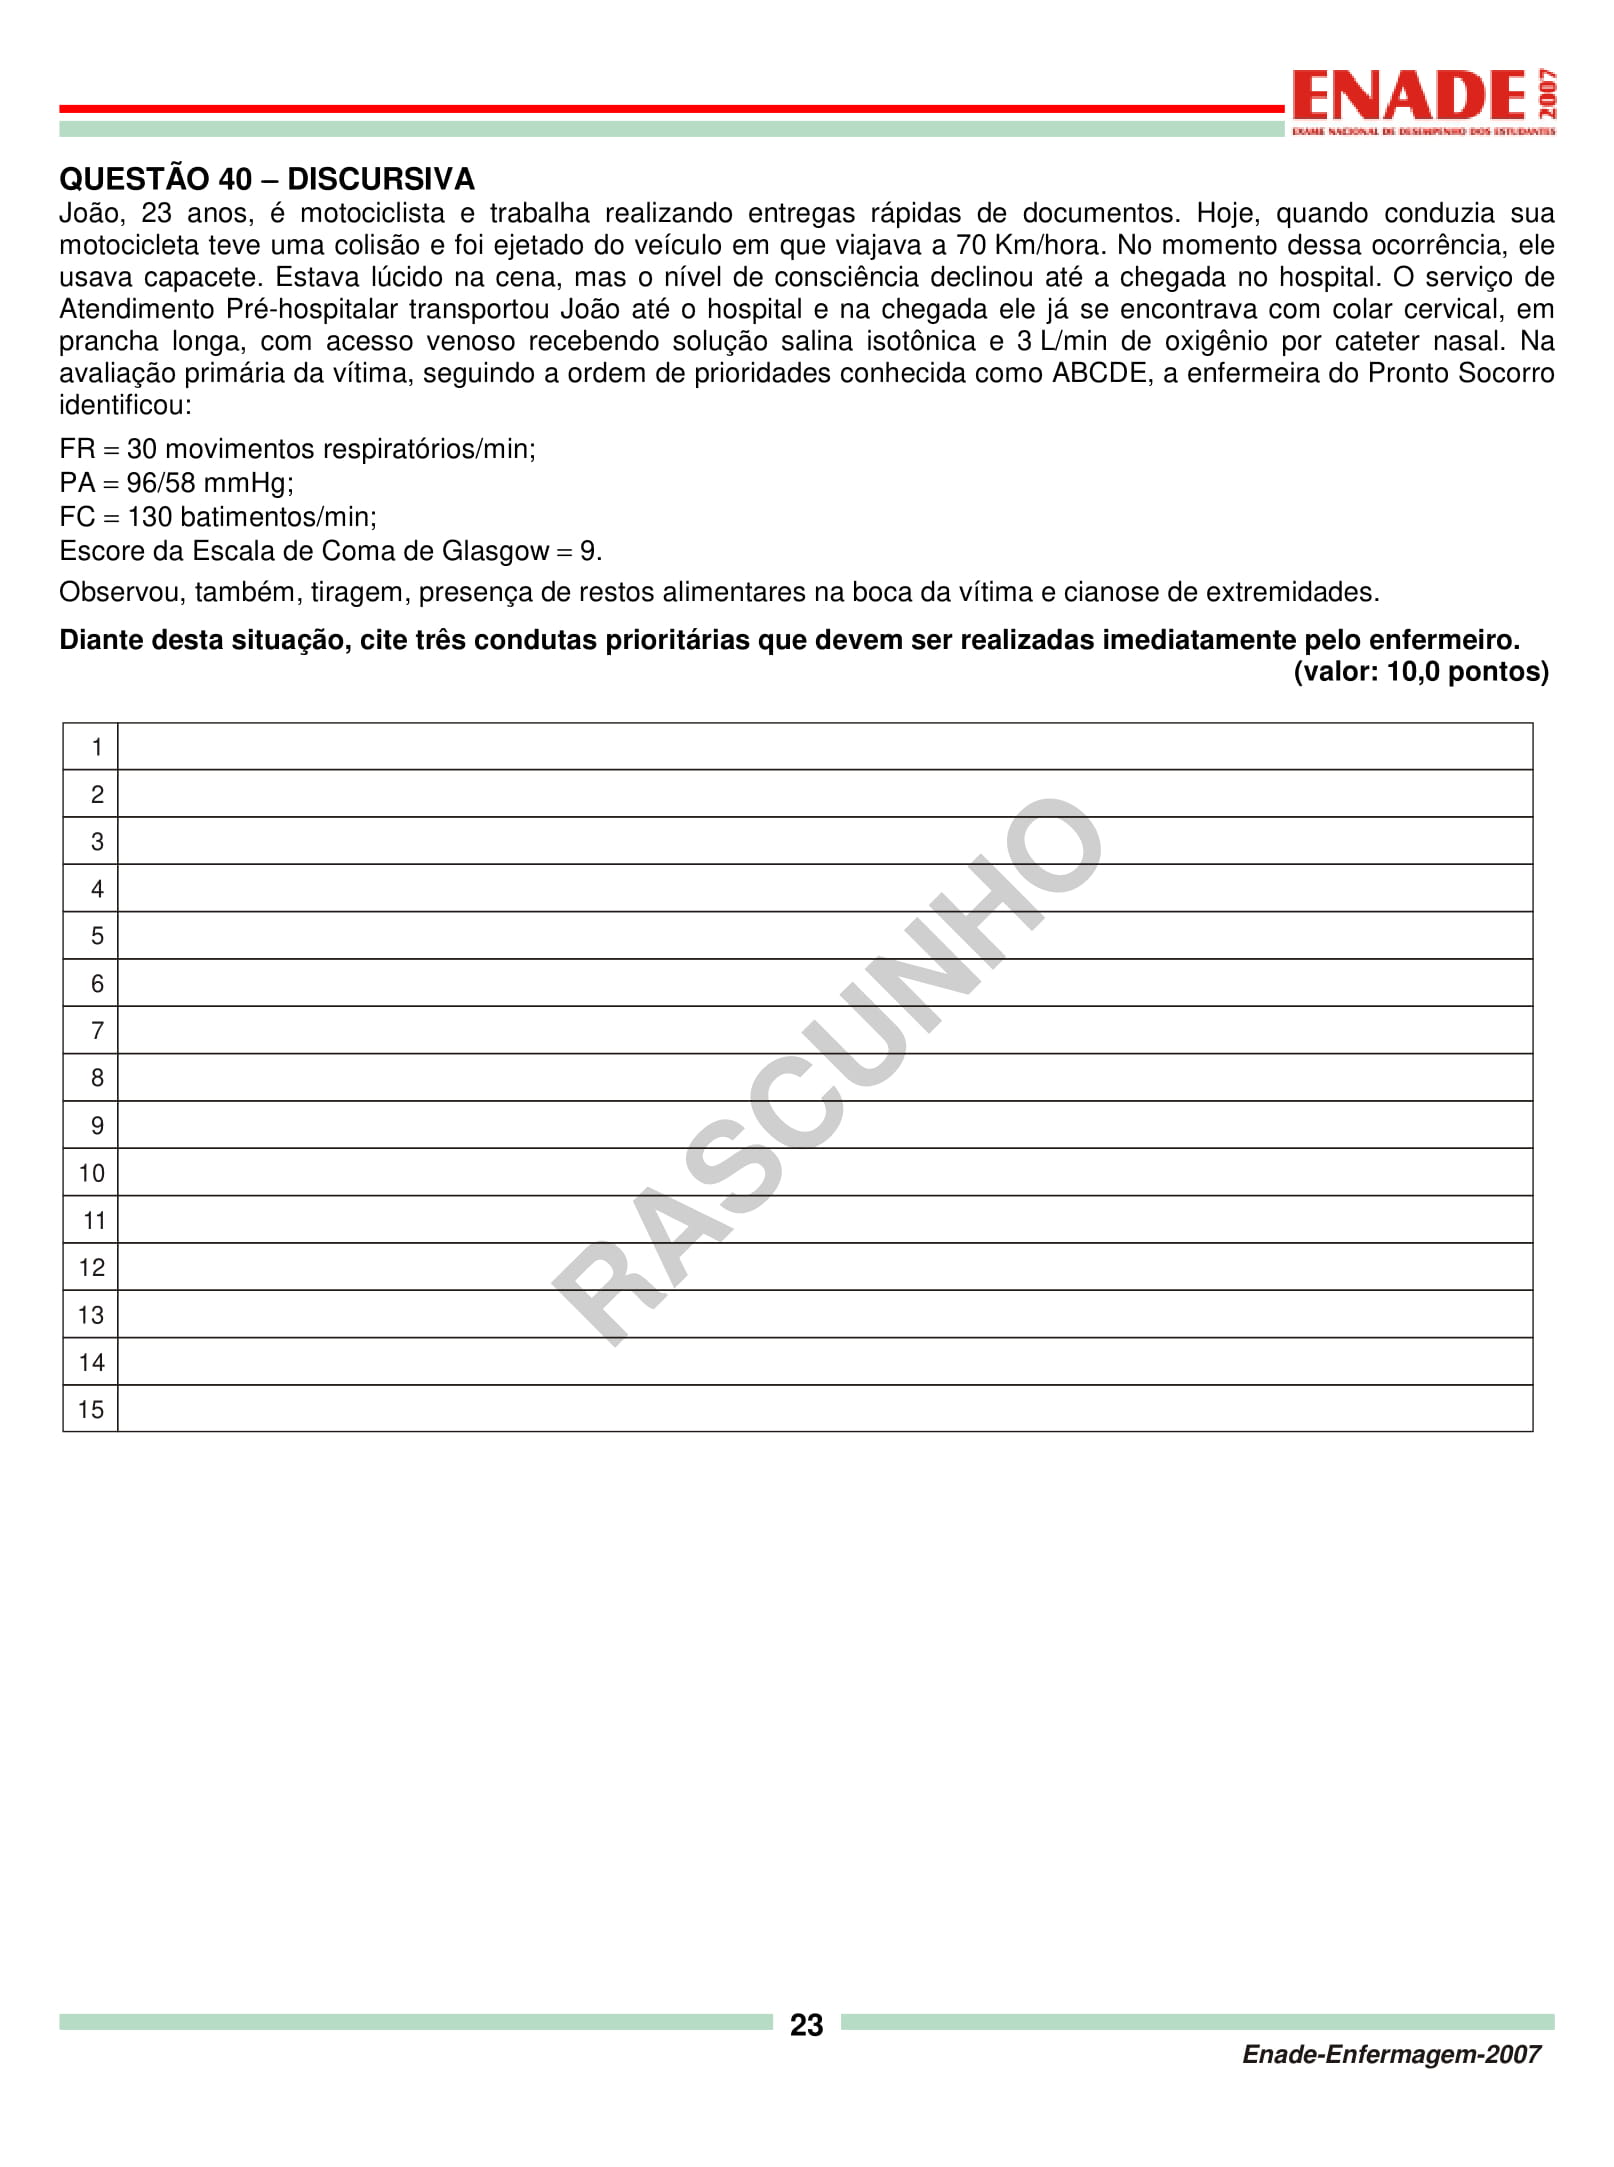 ENADE 2007
EXAME NACIONAL DE DESEMPENHO DOS ESTUDANTES
QUESTÃO 40 – DISCURSIVA
João, 23 anos, é motociclista e trabalha realizando entregas rápidas de documentos. Hoje, quando conduzia sua
motocicleta teve uma colisão e foi ejetado do veículo em que viajava a 70 Km/hora. No momento dessa ocorrência, ele
usava capacete. Estava lúcido na cena, mas o nível de consciência declinou até a chegada no hospital. O serviço de
Atendimento Pré-hospitalar transportou João até o hospital e na chegada ele já se encontrava com colar cervical, em
prancha longa, com acesso venoso recebendo solução salina isotônica e 3 L/min de oxigênio por cateter nasal. Na
avaliação primária da vítima, seguindo a ordem de prioridades conhecida como ABCDE, a enfermeira do Pronto Socorro
identificou:
FR = 30 movimentos respiratórios/min;
PA = 96/58 mmHg;
FC = 130 batimentos/min;
Escore da Escala de Coma de Glasgow = 9.
Observou, também, tiragem, presença de restos alimentares na boca da vítima e cianose de extremidades.
Diante desta situação, cite três condutas prioritárias que devem ser realizadas imediatamente pelo enfermeiro.
(valor: 10,0 pontos)
1
2
3
4
5
6
7
8
9
10
11
12
13
14
15
RASCUNHO
23
Enade-Enfermagem-2007